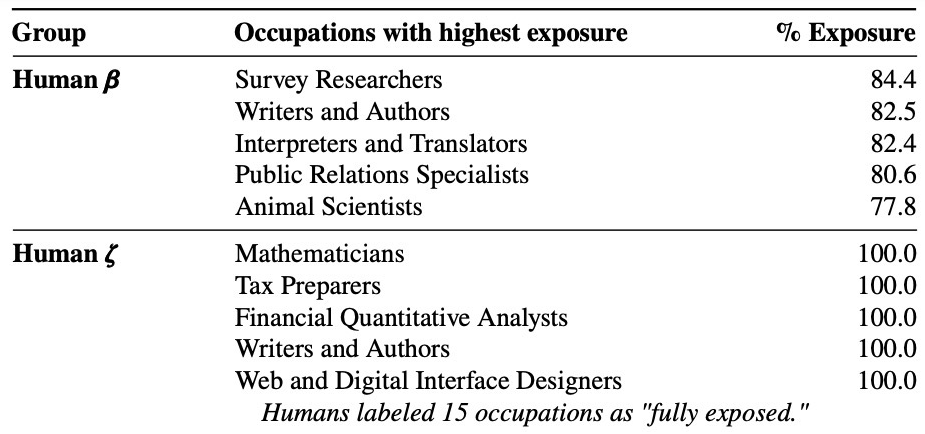 Group Occupations with highest exposure % Exposure
Human β Survey Researchers 84.4
Writers and Authors 82.5
Interpreters and Translators 82.4
Public Relations Specialists 80.6
Animal Scientists 77.8
Human ζ Mathematicians 100.0
Tax Preparers 100.0
Financial Quantitative Analysts 100.0
Writers and Authors 100.0
Web and Digital Interface Designers 100.0
Humans labeled 15 occupations as "fully exposed."